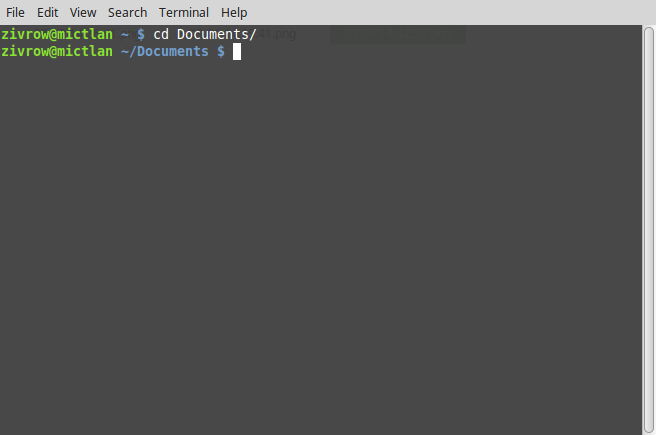 File Edit View Search Terminal Help
zivrow@mictlan ~ $ cd Documents/
zivrow@mictlan ~/Documents $